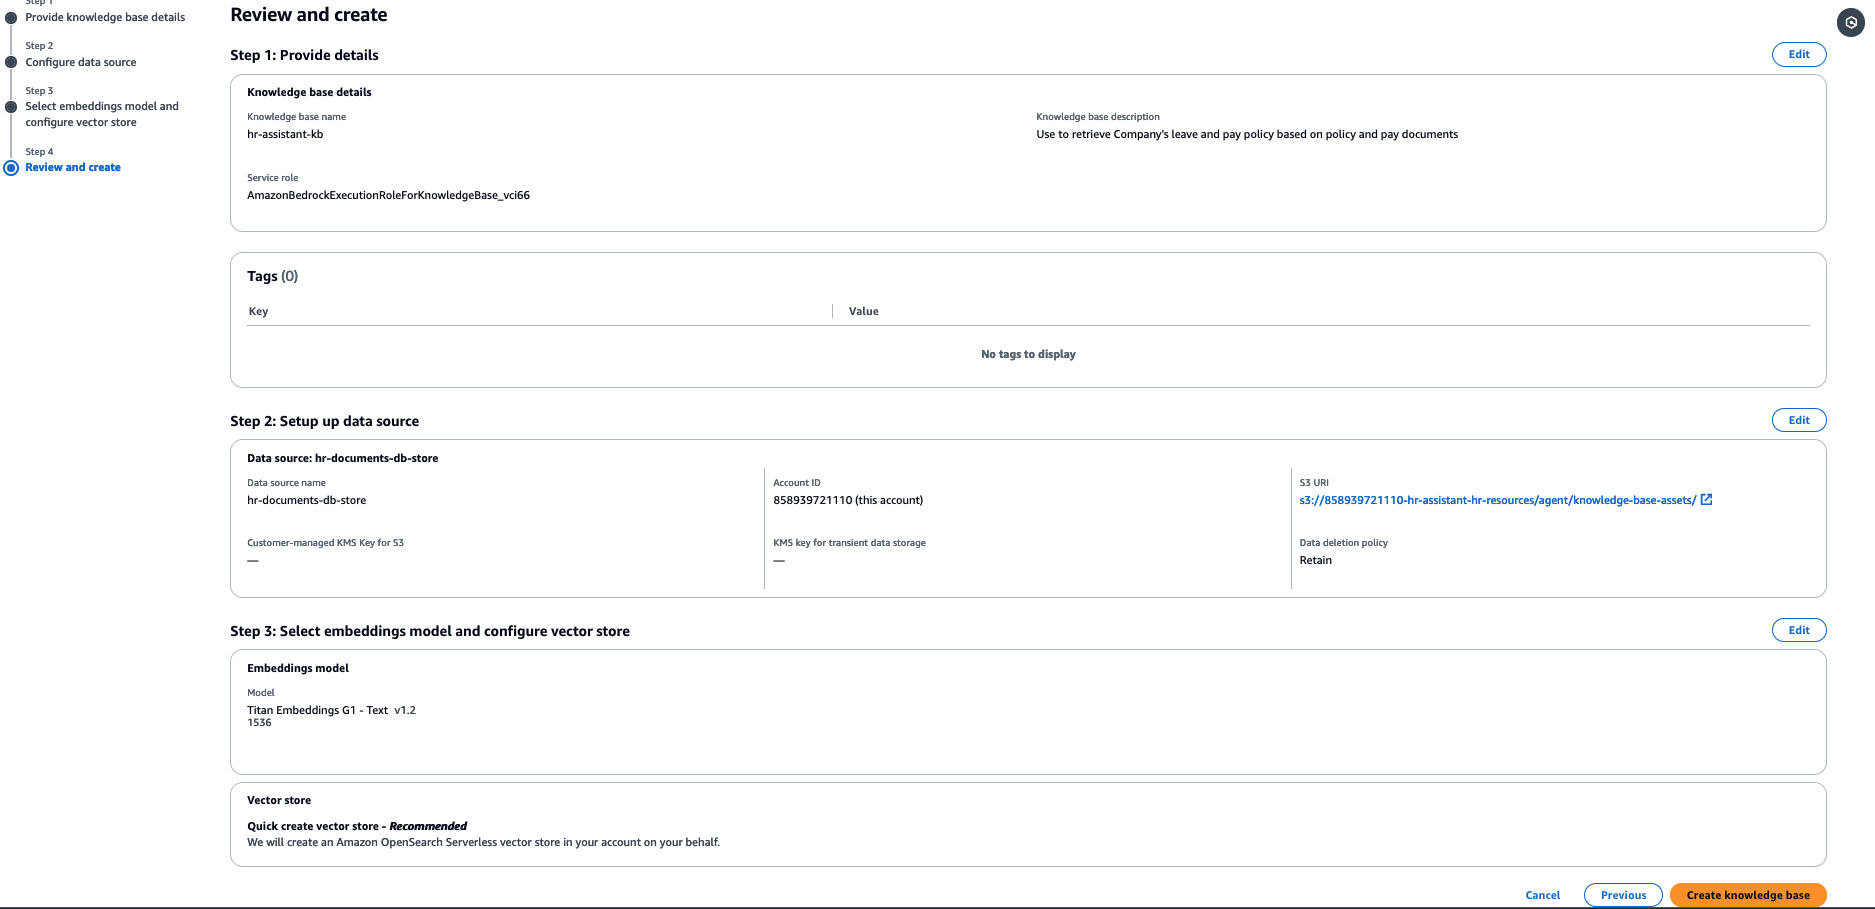 Step 1
Provide knowledge base details
Step 2
Configure data source
Step 3
Select embeddings model and
configure vector store
Step 4
Review and create
Review and create
Step 1: Provide details
Edit
Knowledge base details
Knowledge base name
hr-assistant-kb
Knowledge base description
Use to retrieve Company's leave and pay policy based on policy and pay documents
Service role
AmazonBedrockExecutionRoleForKnowledgeBase_vci66
Tags (0)
Key
Value
No tags to display
Step 2: Setup up data source
Edit
Data source: hr-documents-db-store
Data source name
hr-documents-db-store
Account ID
858939721110 (this account)
S3 URI
s3://858939721110-hr-assistant-hr-resources/agent/knowledge-base-assets/
Customer-managed KMS Key for S3
—
KMS key for transient data storage
—
Data deletion policy
Retain
Step 3: Select embeddings model and configure vector store
Edit
Embeddings model
Model
Titan Embeddings G1 - Text v1.2
1536
Vector store
Quick create vector store - Recommended
We will create an Amazon OpenSearch Serverless vector store in your account on your behalf.
Cancel
Previous
Create knowledge base